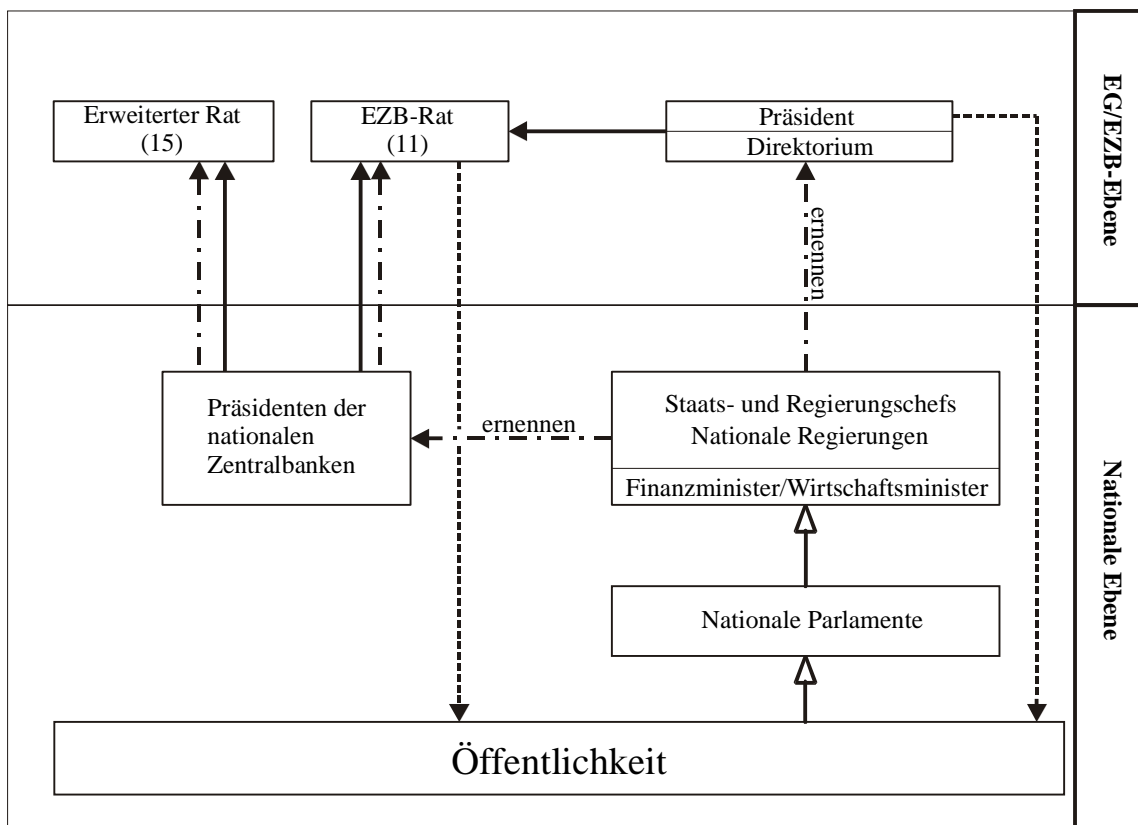 Erweiterter Rat
(15)
EZB-Rat
(11)
Präsident
Direktorium
EG/EZB-Ebene
ernennen
Präsidenten der
nationalen
Zentralbanken
ernennen
Staats- und Regierungschefs
Nationale Regierungen
Finanzminister/Wirtschaftsminister
Nationale Ebene
Nationale Parlamente
Öffentlichkeit